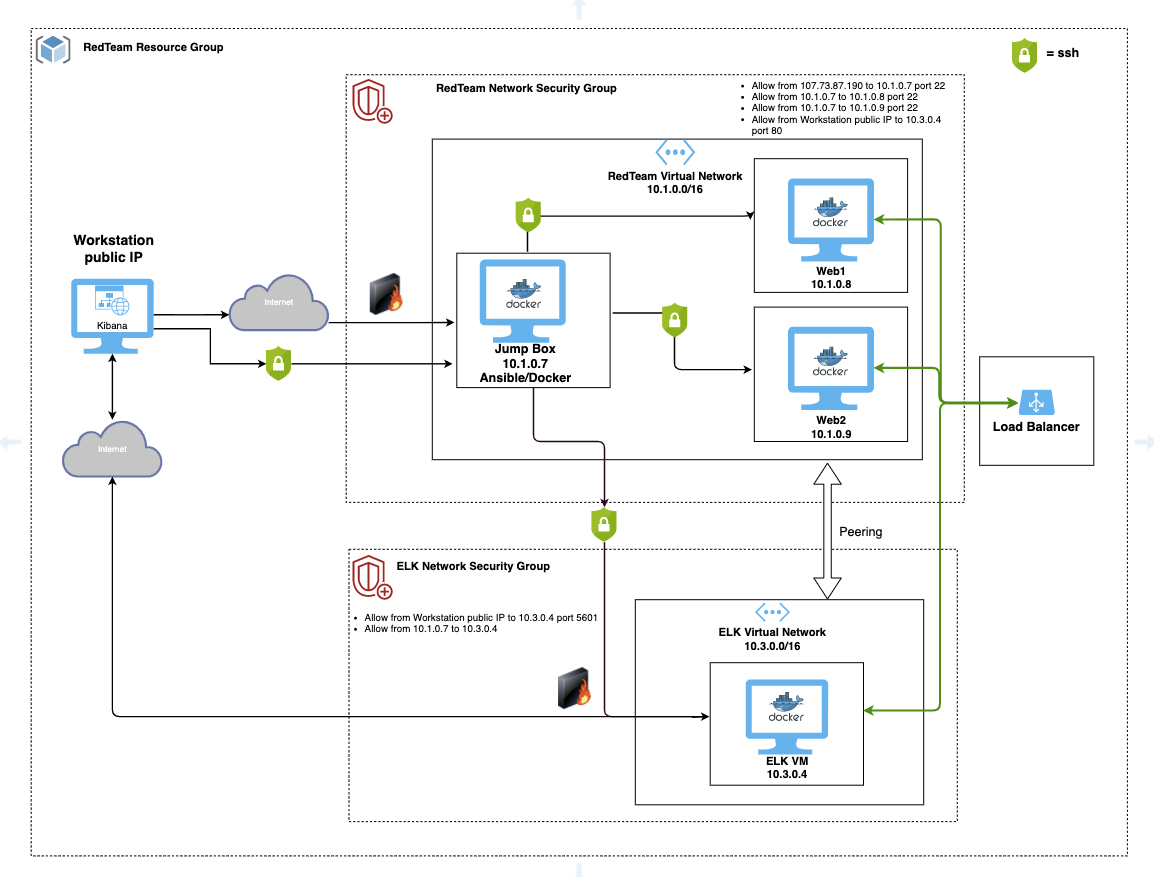 RedTeam Resource Group
= ssh
RedTeam Network Security Group
• Allow from 107.73.87.190 to 10.1.0.7 port 22
• Allow from 10.1.0.7 to 10.1.0.8 port 22
• Allow from 10.1.0.7 to 10.1.0.9 port 22
• Allow from Workstation public IP to 10.3.0.4
port 80
RedTeam Virtual Network
10.1.0.0/16
docker
Web1
10.1.0.8
Workstation
public IP
Kibana
Internet
docker
Jump Box
10.1.0.7
Ansible/Docker
docker
Web2
10.1.0.9
Load Balancer
Internet
Peering
ELK Network Security Group
• Allow from Workstation public IP to 10.3.0.4 port 5601
• Allow from 10.1.0.7 to 10.3.0.4
ELK Virtual Network
10.3.0.0/16
docker
ELK VM
10.3.0.4